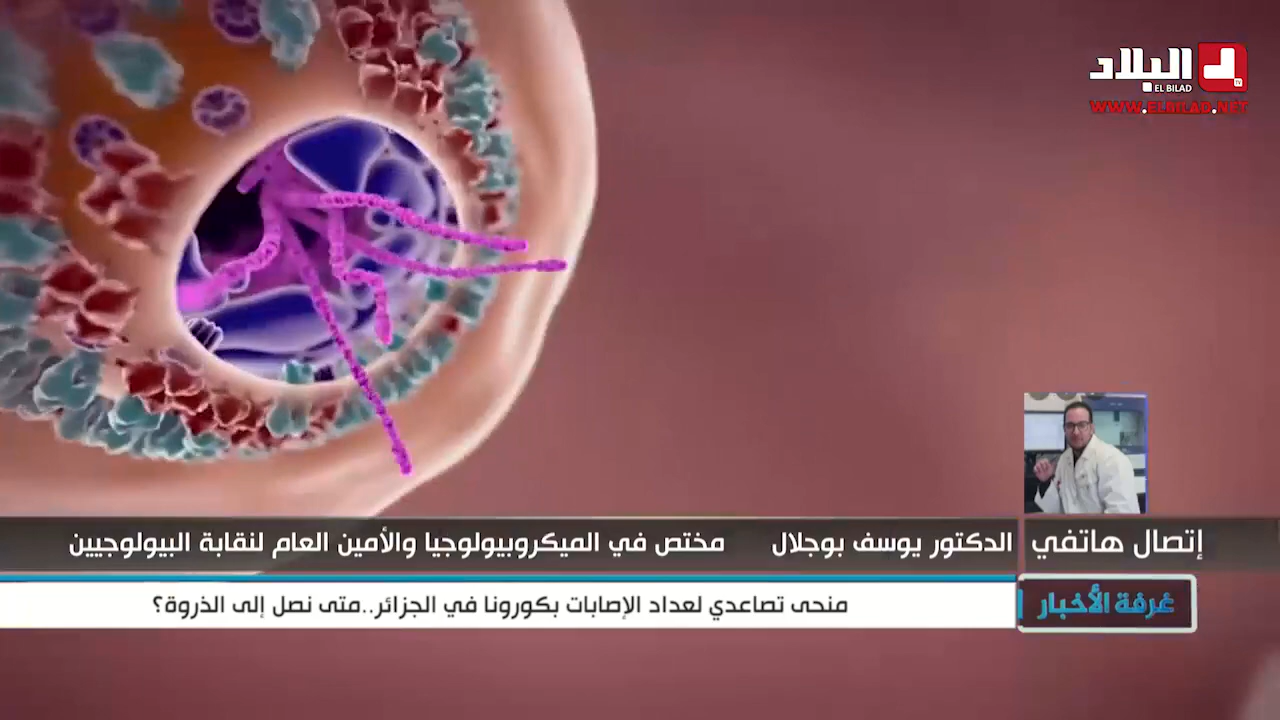 البلاد
EL BILAD
tv
WWW.ELBILAD.NET
إتصال هاتفي
الدكتور يوسف بوجلال مختص في الميكروبيولوجيا والأمين العام لنقابة البيولوجيين
غرفة الأخبار
منحى تصاعدي لعداد الإصابات بكورونا في الجزائر..متى نصل إلى الذروة؟